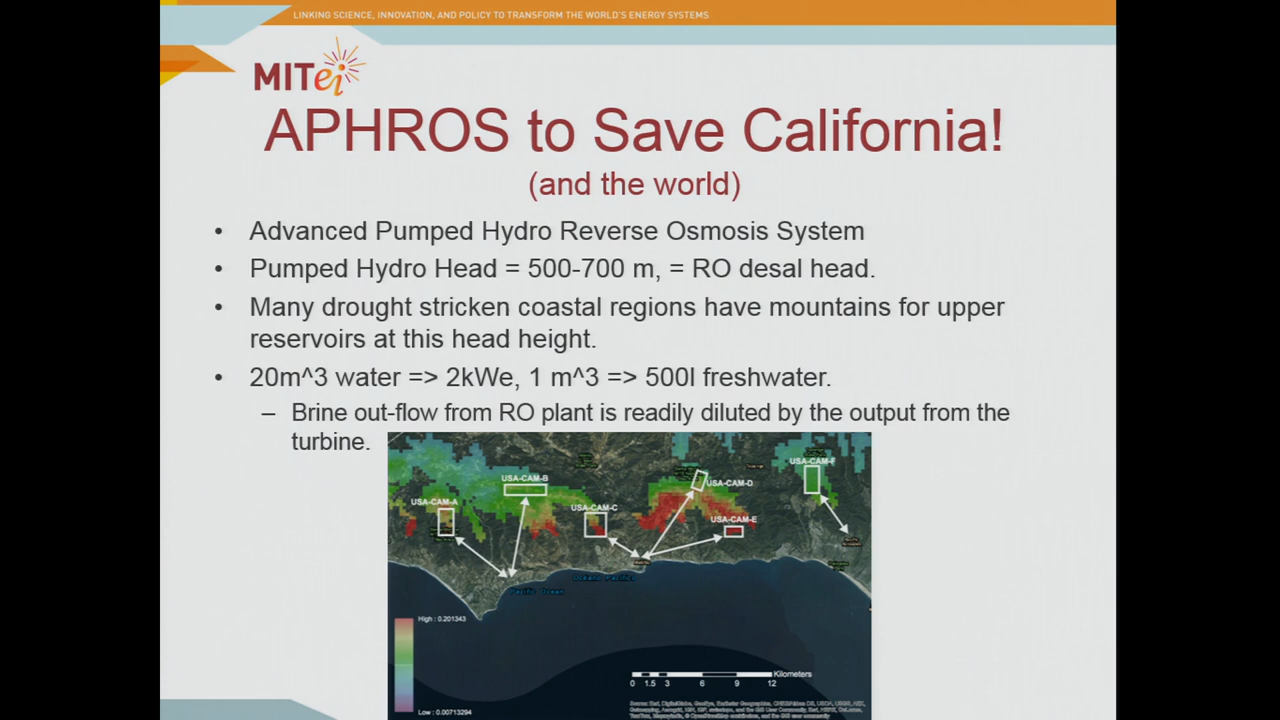 LINKING SCIENCE, INNOVATION, AND POLICY TO TRANSFORM THE WORLD'S ENERGY SYSTEMS
MITei
APHROS to Save California!
(and the world)
• Advanced Pumped Hydro Reverse Osmosis System
• Pumped Hydro Head = 500-700 m, = RO desal head.
• Many drought stricken coastal regions have mountains for upper
reservoirs at this head height.
• 20m^3 water => 2kWe, 1 m^3 => 500l freshwater.
– Brine out-flow from RO plant is readily diluted by the output from the
turbine.
USA-CAM-F
USA-CAM-B
USA-CAM-D
USA-CAM-A
USA-CAM-C
USA-CAM-E
Océano Pacífico
Pacific Ocean
High : 0.201343
Kilometers
0 1.5 3 6 9 12
Low : 0.00713294